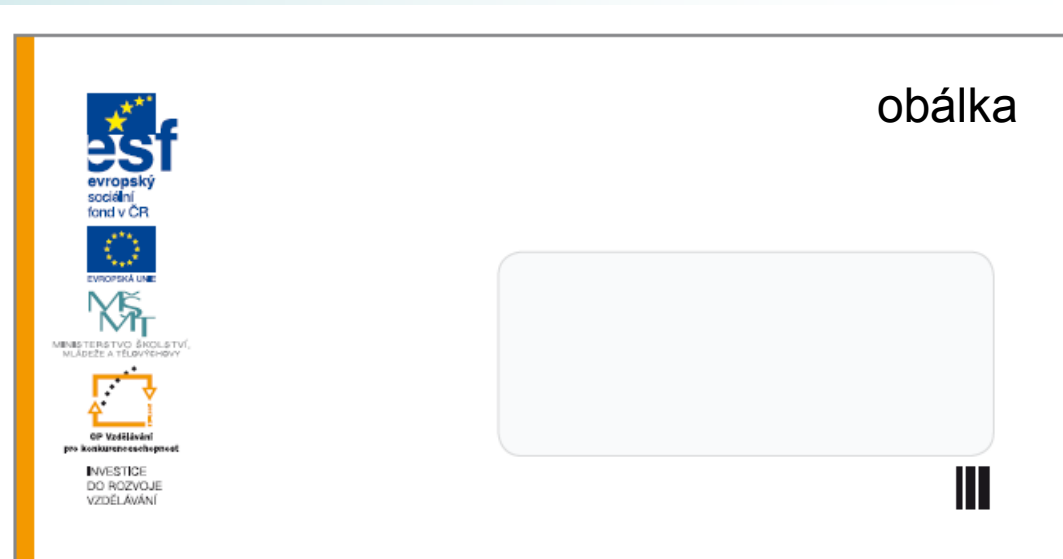 obálka
esf
evropský
sociální
fond v ČR
EVROPSKÁ UNIE
MŠMT
MINISTERSTVO ŠKOLSTVÍ,
MLÁDEŽE A TĚLOVÝCHOVY
OP Vzdělávání
pro konkurenceschopnost
INVESTICE
DO ROZVOJE
VZDĚLÁVÁNÍ